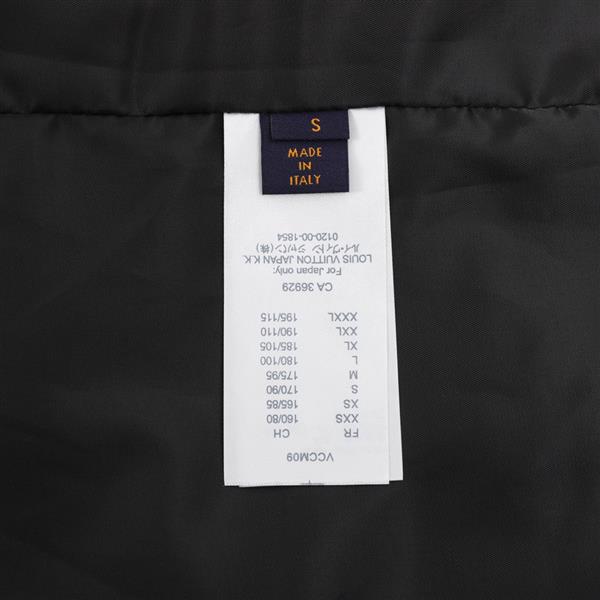 S
MADE
IN
ITALY
VCCM09
FR CH
XXS 160/80
XS 165/85
S 170/90
M 175/95
L 180/100
XL 185/105
XXL 190/110
XXXL 195/115
CA 36929
For Japan only:
LOUIS VUITTON JAPAN K.K.
ルイ・ヴィトン ジャパン(株)
0120-00-1854